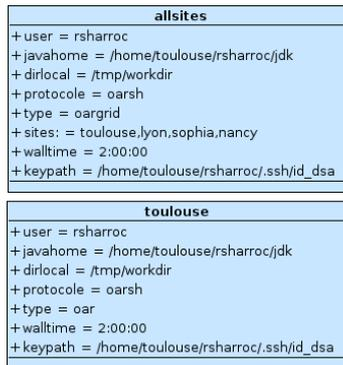 allsites
+ user = rsharroc
+ javahome = /home/toulouse/rsharroc/jdk
+ dirlocal = /tmp/workdir
+ protocole = oarsh
+ type = oargrid
+ sites: = toulouse,lyon,sophia,nancy
+ walltime = 2:00:00
+ keypath = /home/toulouse/rsharroc/.ssh/id_dsa
toulouse
+ user = rsharroc
+ javahome = /home/toulouse/rsharroc/jdk
+ dirlocal = /tmp/workdir
+ protocole = oarsh
+ type = oar
+ walltime = 2:00:00
+ keypath = /home/toulouse/rsharroc/.ssh/id_dsa